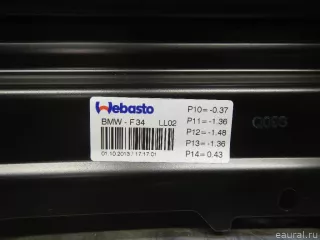 Webasto
BMW - F34 LL02
01.10.2013 / 17:17:01
P10= -0.37
P11= -1.36
P12= -1.48
P13= -1.36
P14= 0.43
© eaural.ru